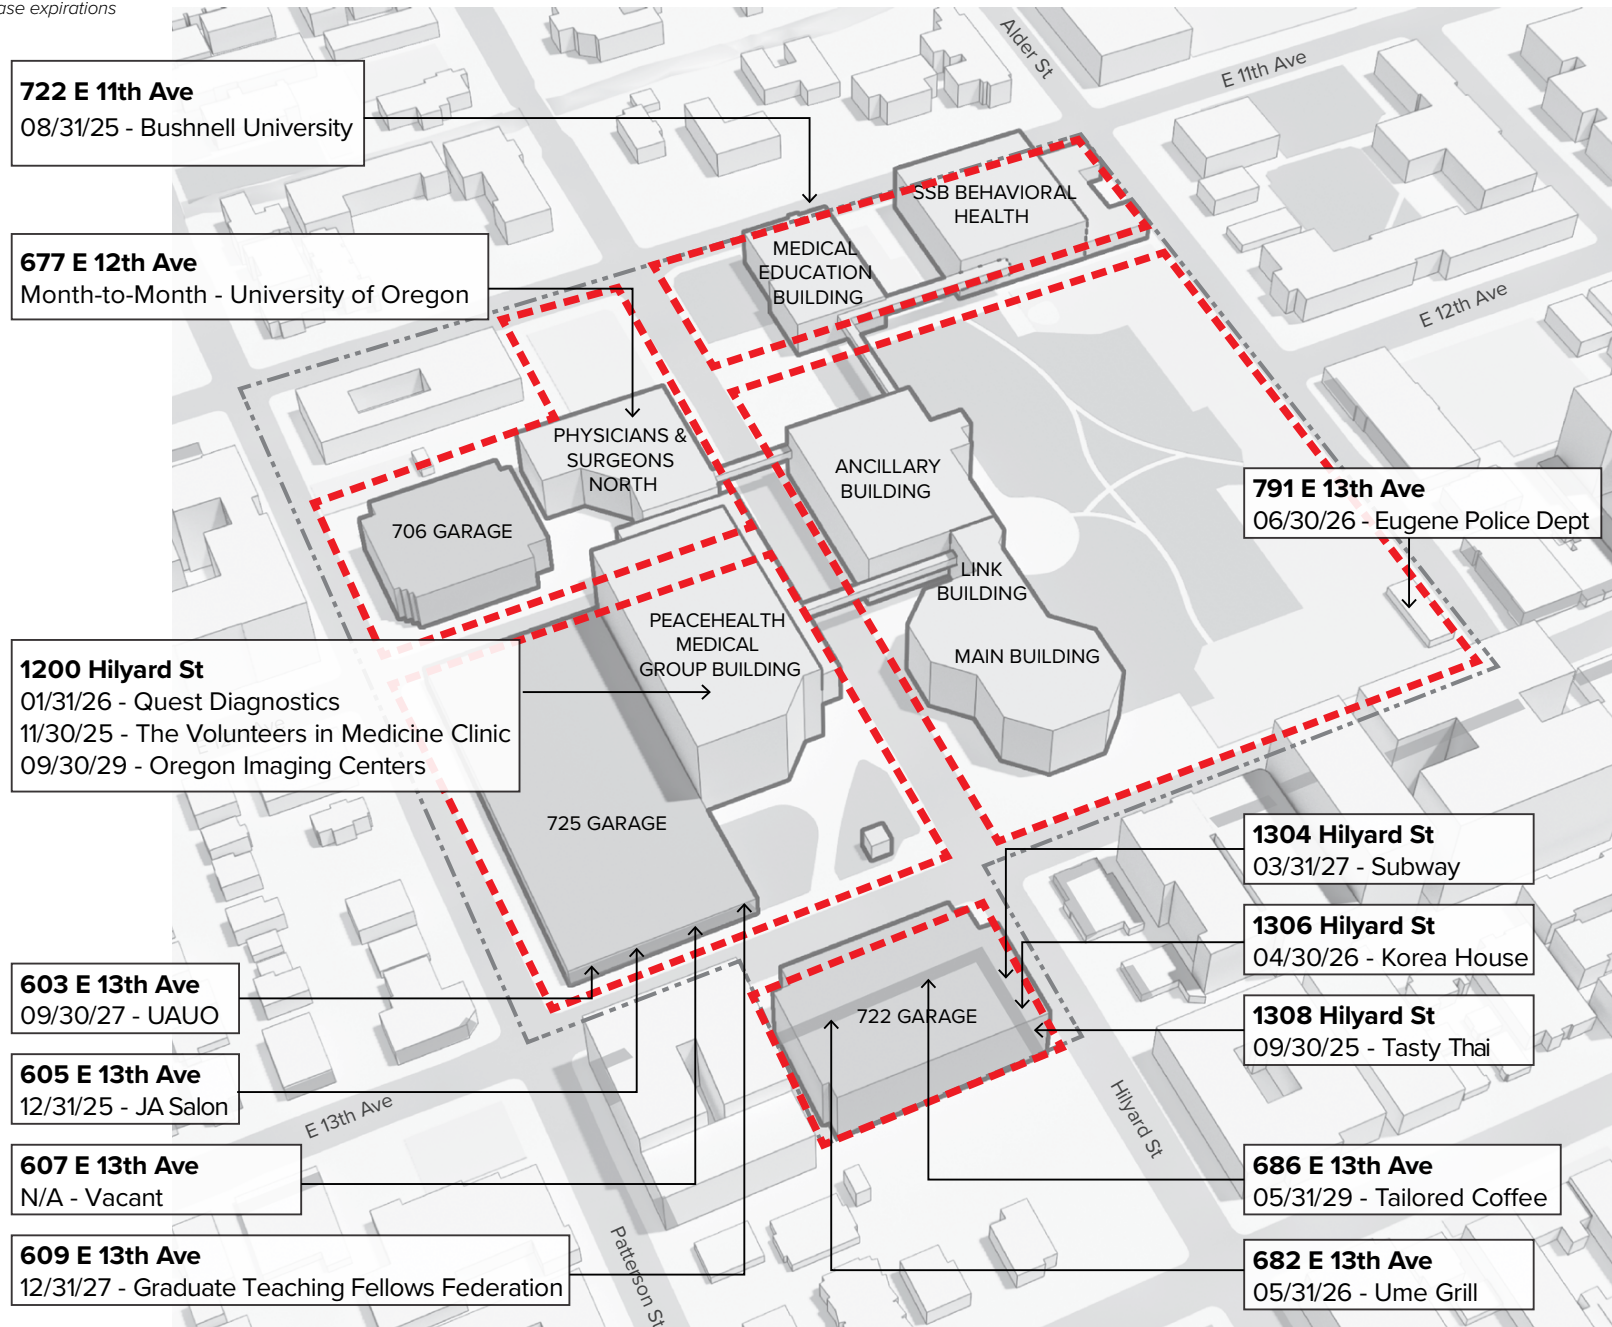 ase expirations
722 E 11th Ave
08/31/25 - Bushnell University
677 E 12th Ave
Month-to-Month - University of Oregon
Alder St
E 11th Ave
E 12th Ave
SSB BEHAVIORAL
HEALTH
MEDICAL
EDUCATION
BUILDING
PHYSICIANS &
SURGEONS
NORTH
ANCILLARY
BUILDING
706 GARAGE
LINK
BUILDING
PEACEHEALTH
MEDICAL
GROUP BUILDING
MAIN BUILDING
791 E 13th Ave
06/30/26 - Eugene Police Dept
1200 Hilyard St
01/31/26 - Quest Diagnostics
11/30/25 - The Volunteers in Medicine Clinic
09/30/29 - Oregon Imaging Centers
E 12th Ave
725 GARAGE
722 GARAGE
1304 Hilyard St
03/31/27 - Subway
1306 Hilyard St
04/30/26 - Korea House
1308 Hilyard St
09/30/25 - Tasty Thai
603 E 13th Ave
09/30/27 - UAUO
605 E 13th Ave
12/31/25 - JA Salon
E 13th Ave
607 E 13th Ave
N/A - Vacant
609 E 13th Ave
12/31/27 - Graduate Teaching Fellows Federation
Patterson St
Hilyard St
686 E 13th Ave
05/31/29 - Tailored Coffee
682 E 13th Ave
05/31/26 - Ume Grill